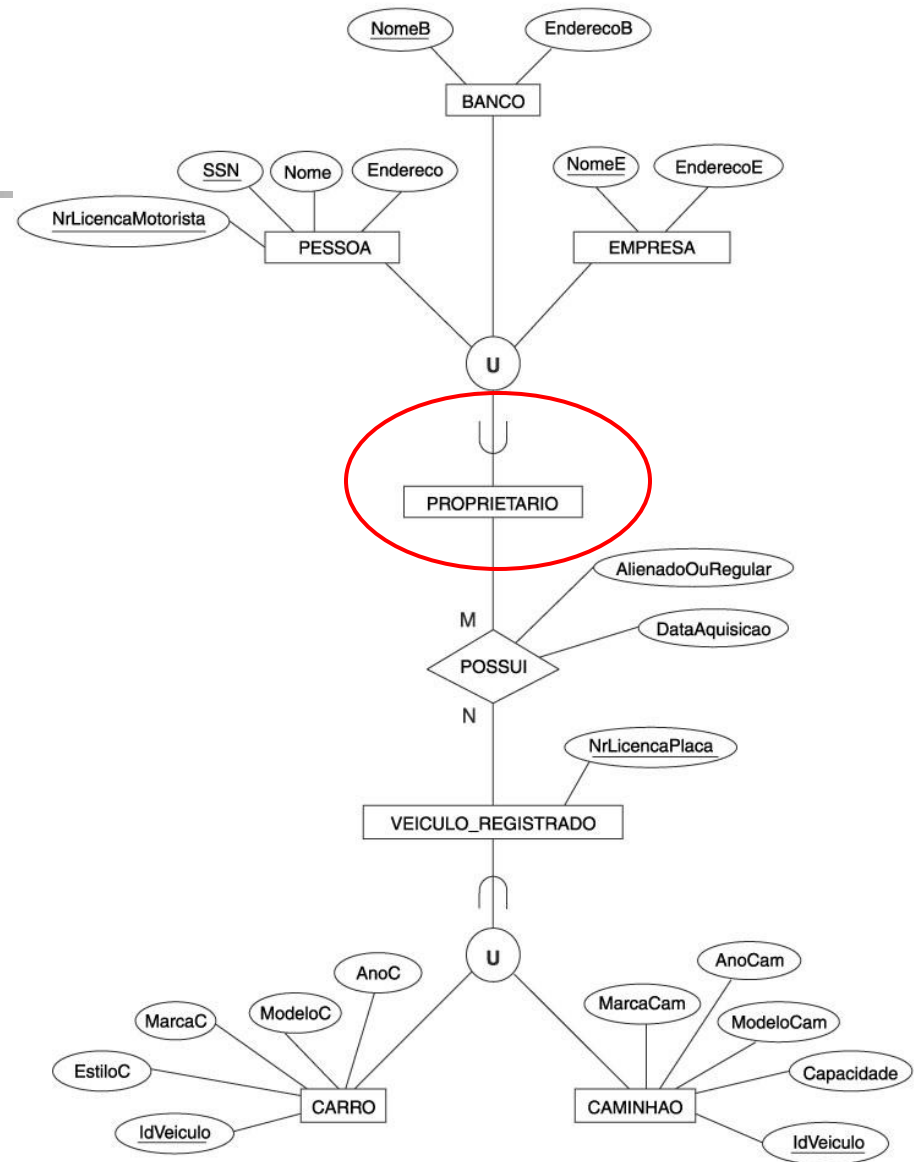 NomeB
EnderecoB
BANCO
SSN
Nome
Endereco
NomeE
EnderecoE
NrLicencaMotorista
PESSOA
EMPRESA
U
PROPRIETARIO
AlienadoOuRegular
M
DataAquisicao
POSSUI
N
NrLicencaPlaca
VEICULO_REGISTRADO
U
AnoC
AnoCam
MarcaC
ModeloC
MarcaCam
ModeloCam
EstiloC
Capacidade
CARRO
CAMINHAO
IdVeiculo
IdVeiculo